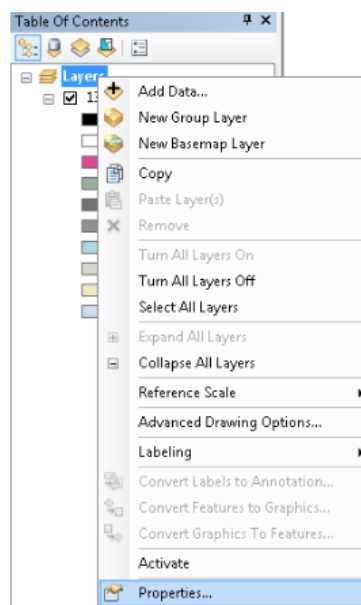 Table Of Contents
Layers
13
Add Data...
New Group Layer
New Basemap Layer
Copy
Paste Layer(s)
Remove
Turn All Layers On
Turn All Layers Off
Select All Layers
Expand All Layers
Collapse All Layers
Reference Scale
Advanced Drawing Options...
Labeling
Convert Labels to Annotation...
Convert Features to Graphics...
Convert Graphics To Features...
Activate
Properties...